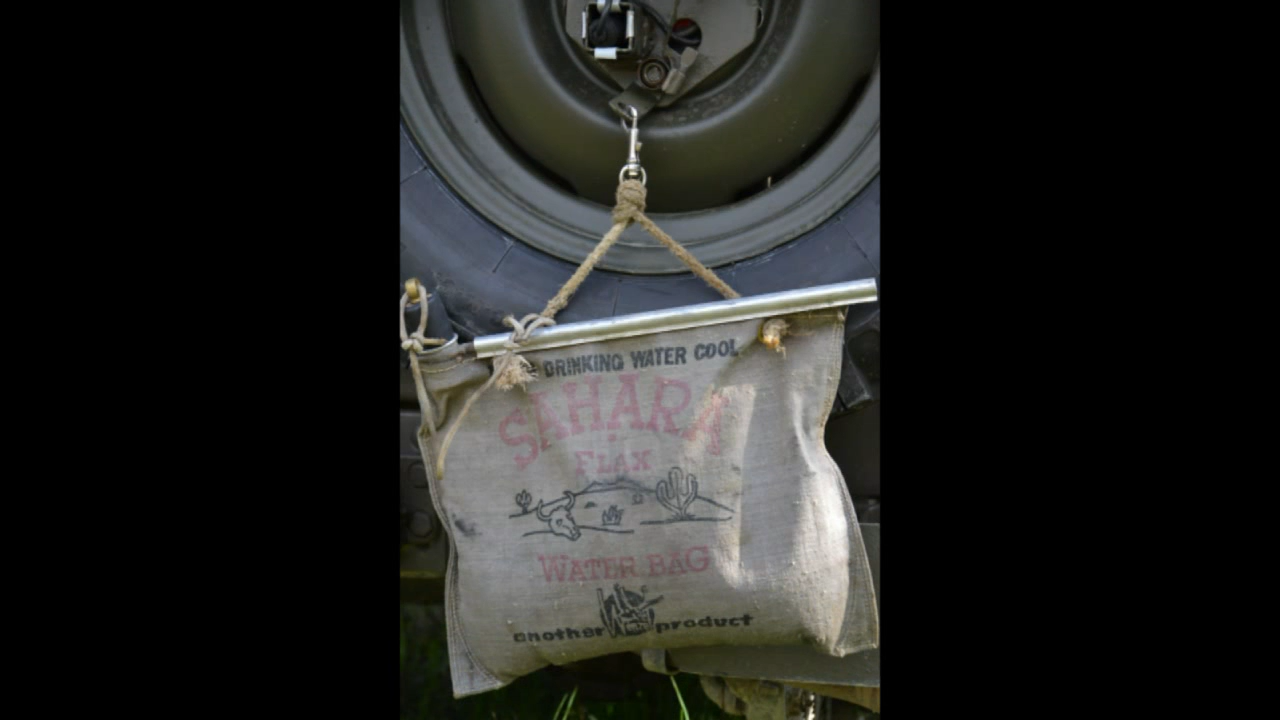 DRINKING WATER COOL
SAHARA
FLAX
WATER BAG
another product